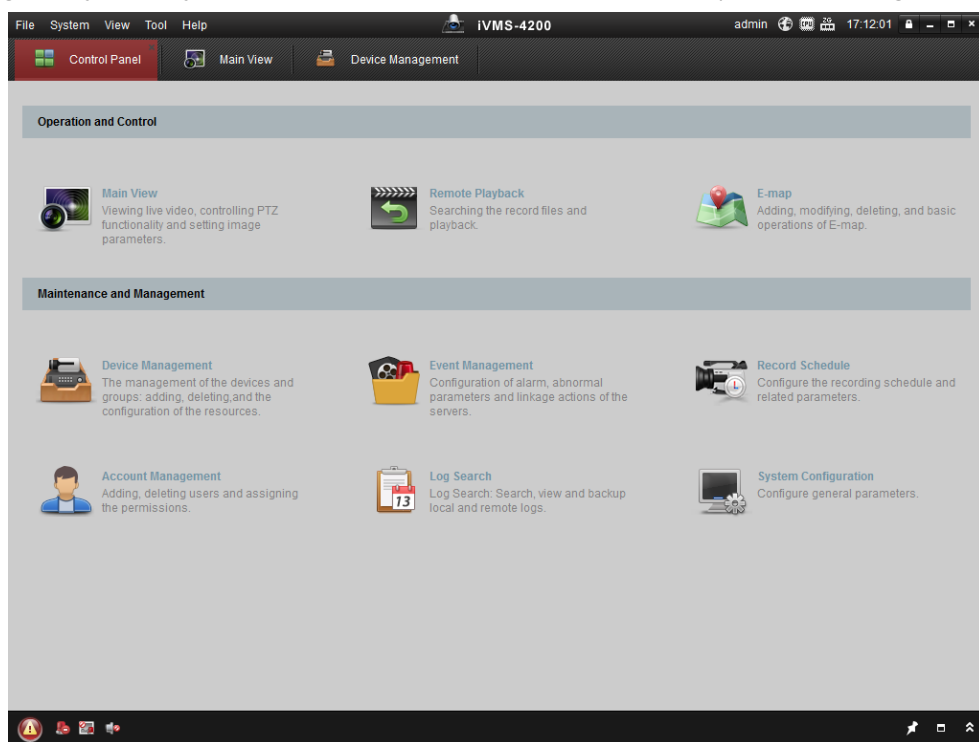 File System View Tool Help iVMS-4200 admin CPU 2G 17:12:01
Control Panel Main View Device Management
Operation and Control
Main View
Viewing live video, controlling PTZ
functionality and setting image
parameters.
Remote Playback
Searching the record files and
playback.
E-map
Adding, modifying, deleting, and basic
operations of E-map.
Maintenance and Management
Device Management
The management of the devices and
groups: adding, deleting,and the
configuration of the resources.
Event Management
Configuration of alarm, abnormal
parameters and linkage actions of the
servers.
Record Schedule
Configure the recording schedule and
related parameters.
Account Management
Adding, deleting users and assigning
the permissions.
Log Search
Log Search: Search, view and backup
local and remote logs.
13
System Configuration
Configure general parameters.